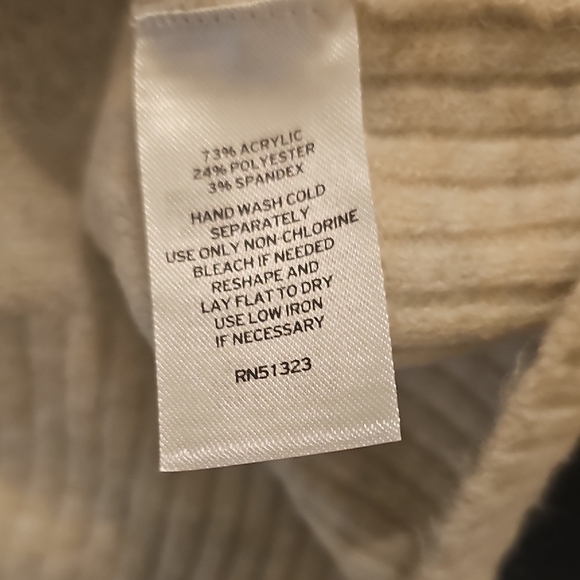 73% ACRYLIC
24% POLYESTER
3% SPANDEX
HAND WASH COLD
SEPARATELY
USE ONLY NON-CHLORINE
BLEACH IF NEEDED
RESHAPE AND
LAY FLAT TO DRY
USE LOW IRON
IF NECESSARY
RN51323